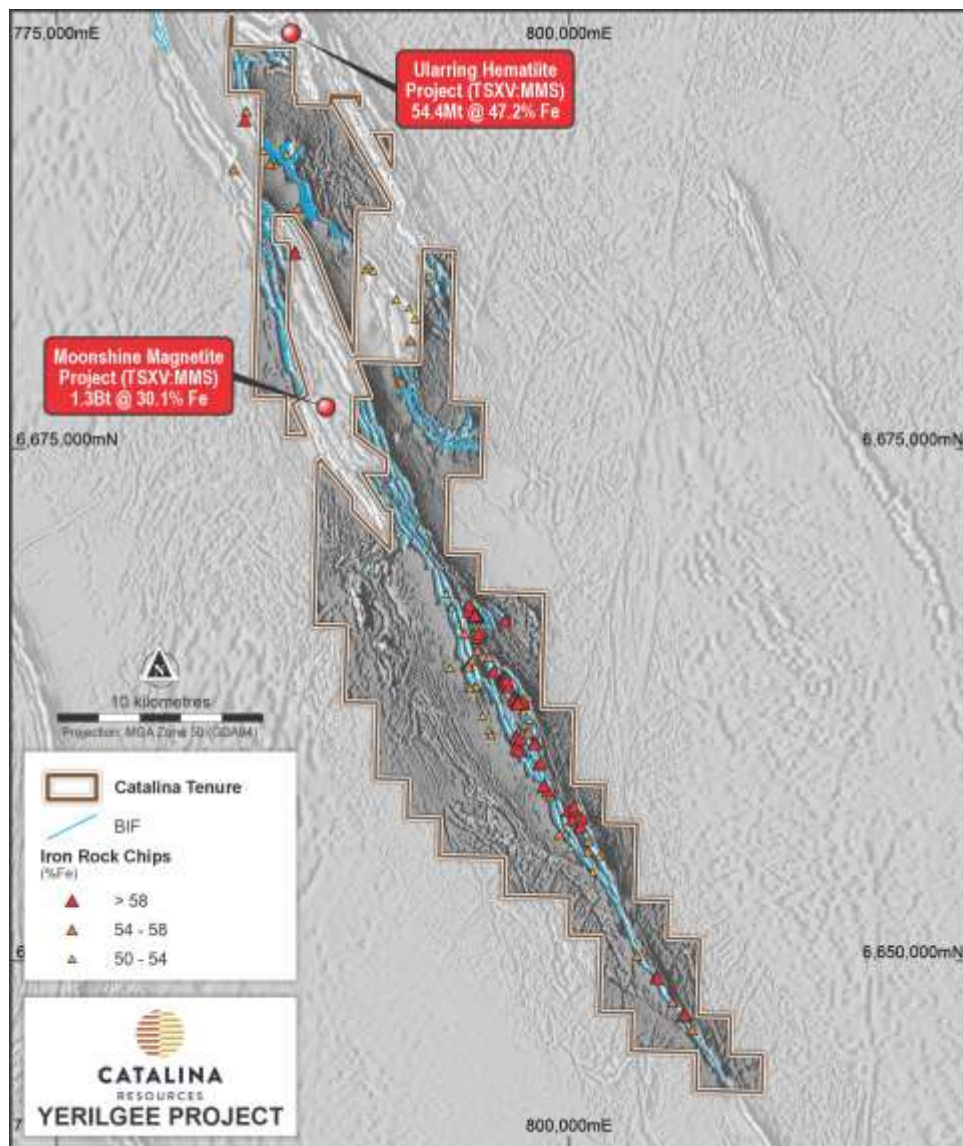 775,000mE
800,000mE
Ularring Hematiite
Project (TSXV:MMS)
54.4Mt @ 47.2% Fe
Moonshine Magnetite
Project (TSXV:MMS)
1.3Bt @ 30.1% Fe
6,675,000mN
6,675,000mN
10 kilometres
Projection: MGA Zone 50 (GDA94)
Catalina Tenure
BIF
Iron Rock Chips
(%Fe)
> 58
54 - 58
50 - 54
6,650,000mN
CATALINA
RESOURCES
YERILGEE PROJECT
800,000mE